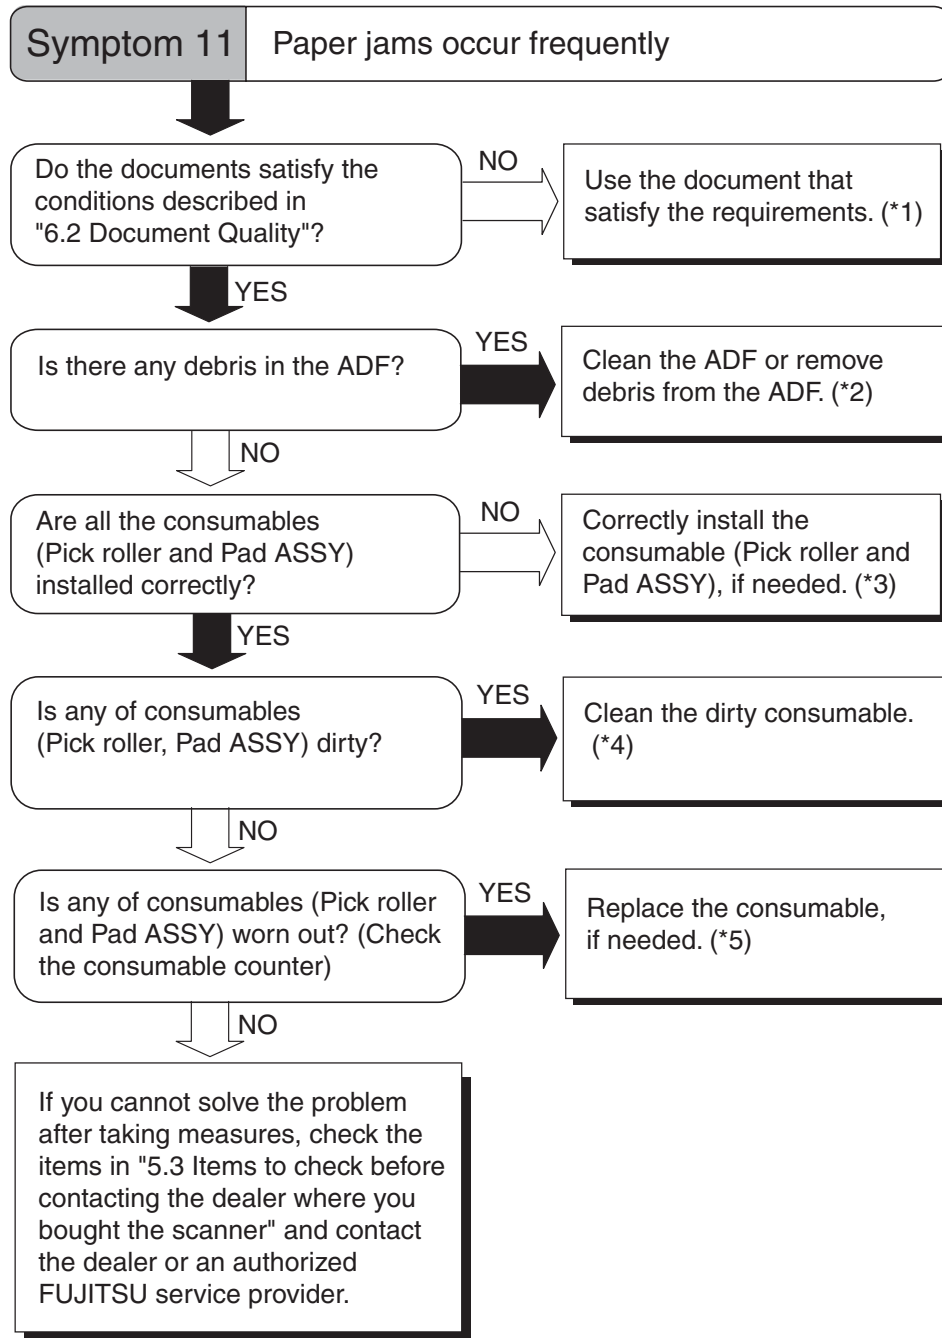 Symptom 11
Paper jams occur frequently
Do the documents satisfy the
conditions described in
"6.2 Document Quality"?
NO
Use the document that
satisfy the requirements. (*1)
YES
Is there any debris in the ADF?
YES
Clean the ADF or remove
debris from the ADF. (*2)
NO
Are all the consumables
(Pick roller and Pad ASSY)
installed correctly?
NO
Correctly install the
consumable (Pick roller and
Pad ASSY), if needed. (*3)
YES
Is any of consumables
(Pick roller, Pad ASSY) dirty?
YES
Clean the dirty consumable.
(*4)
NO
Is any of consumables (Pick roller
and Pad ASSY) worn out? (Check
the consumable counter)
YES
Replace the consumable,
if needed. (*5)
NO
If you cannot solve the problem
after taking measures, check the
items in "5.3 Items to check before
contacting the dealer where you
bought the scanner" and contact
the dealer or an authorized
FUJITSU service provider.